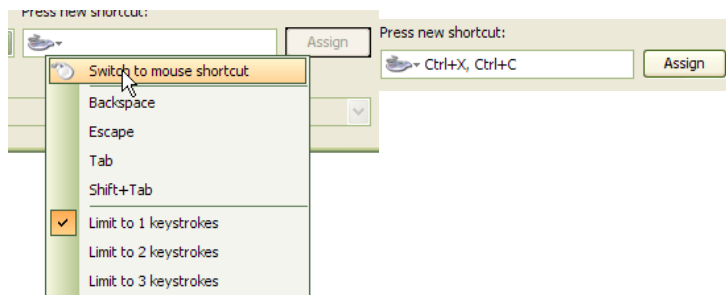 Press new shortcut:
Assign
Switch to mouse shortcut
Backspace
Escape
Tab
Shift+Tab
Limit to 1 keystrokes
Limit to 2 keystrokes
Limit to 3 keystrokes
Press new shortcut:
Ctrl+X, Ctrl+C
Assign